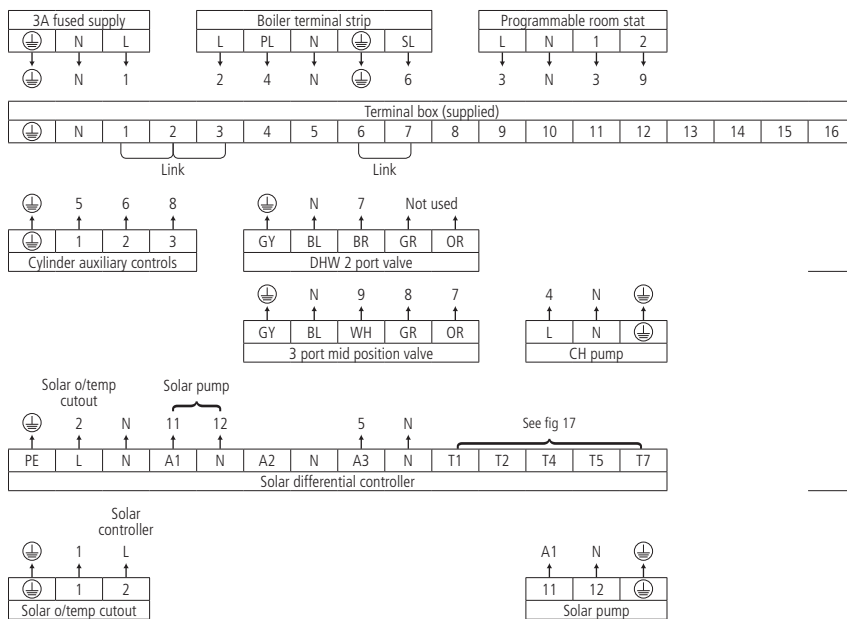 3A fused supply Boiler terminal strip Programmable room stat
N L L PL N SL L N 1 2
N 1 2 4 N 6 3 N 3 9
Terminal box (supplied)
N 1 2 3 4 5 6 7 8 9 10 11 12 13 14 15 16
Link Link
5 6 8 N 7 Not used
1 2 3 GY BL BR GR OR
Cylinder auxiliary controls DHW 2 port valve
N 9 8 7 4 N
GY BL WH GR OR L N
3 port mid position valve CH pump
Solar o/temp
cutout
Solar pump
2 N 11 12 5 N See fig 17
PE L N A1 N A2 N A3 N T1 T2 T4 T5 T7
Solar differential controller
Solar
controller
1 L A1 N
1 2 11 12
Solar o/temp cutout Solar pump